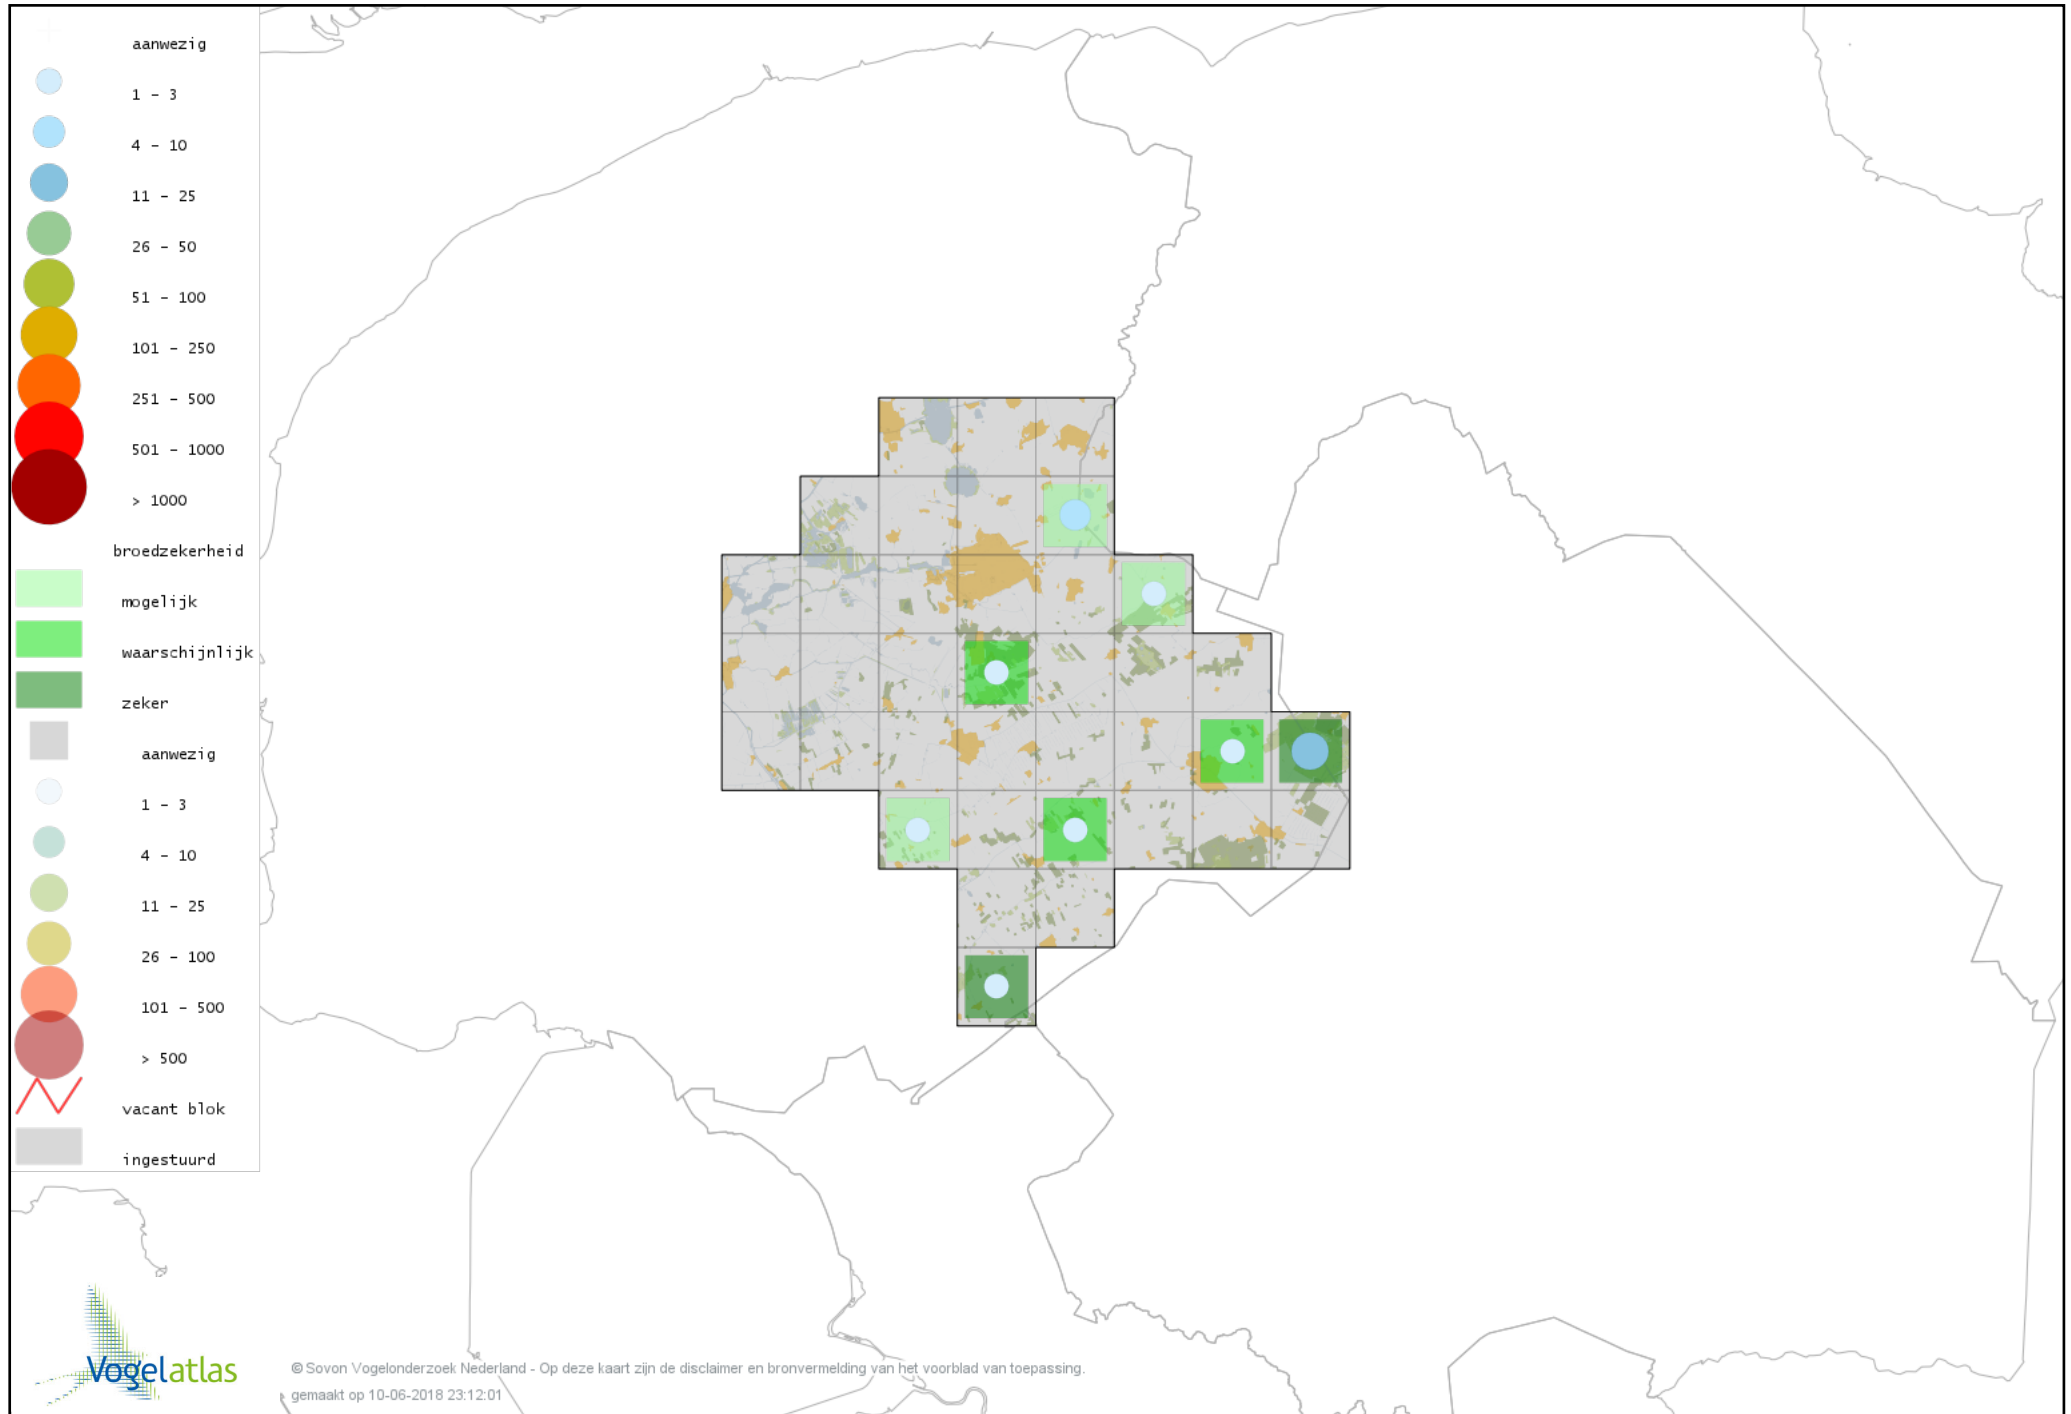 aanwezig
1 - 3
4 - 10
11 - 25
26 - 50
51 - 100
101 - 250
251 - 500
501 - 1000
> 1000
broedzekerheid
mogelijk
waarschijnlijk
zeker
aanwezig
1 - 3
4 - 10
11 - 25
26 - 100
101 - 500
> 500
vacant blok
ingestuurd
Vogelatlas
© Sovon Vogelonderzoek Nederland - Op deze kaart zijn de disclaimer en bronvermelding van het voorblad van toepassing.
gemaakt op 10-06-2018 23:12:01